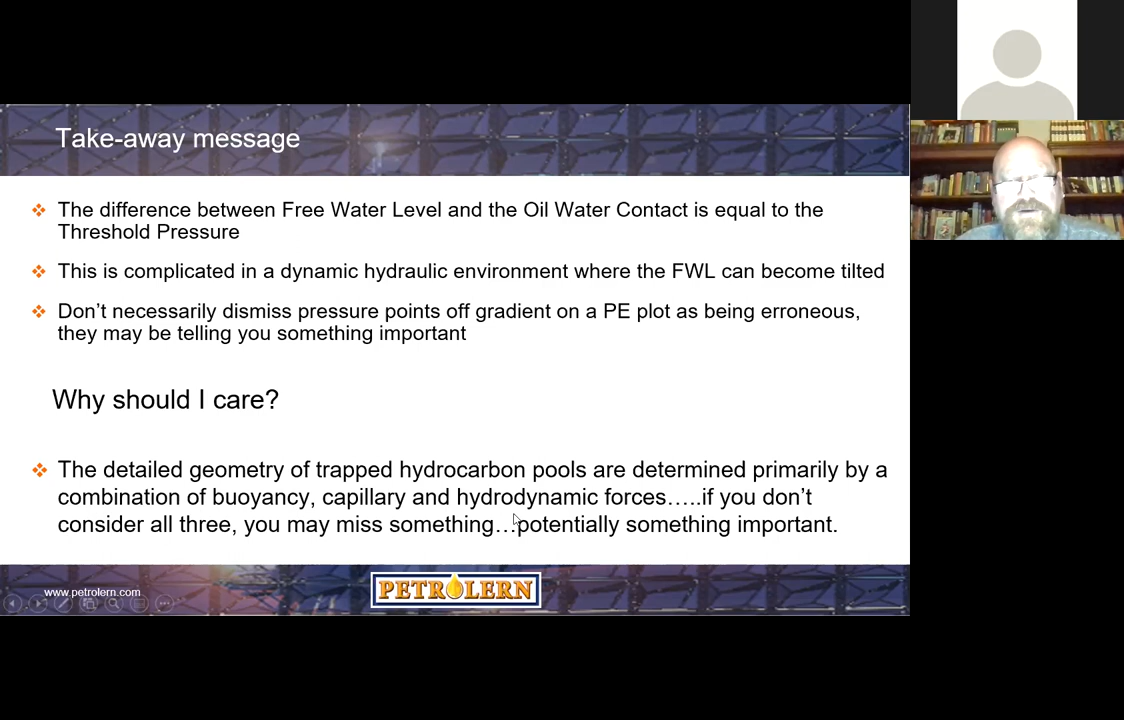 Take-away message
❖ The difference between Free Water Level and the Oil Water Contact is equal to the
Threshold Pressure
❖ This is complicated in a dynamic hydraulic environment where the FWL can become tilted
❖ Don’t necessarily dismiss pressure points off gradient on a PE plot as being erroneous,
they may be telling you something important
Why should I care?
❖ The detailed geometry of trapped hydrocarbon pools are determined primarily by a
combination of buoyancy, capillary and hydrodynamic forces…..if you don’t
consider all three, you may miss something…potentially something important.
www.petrolern.com
PETROLERN